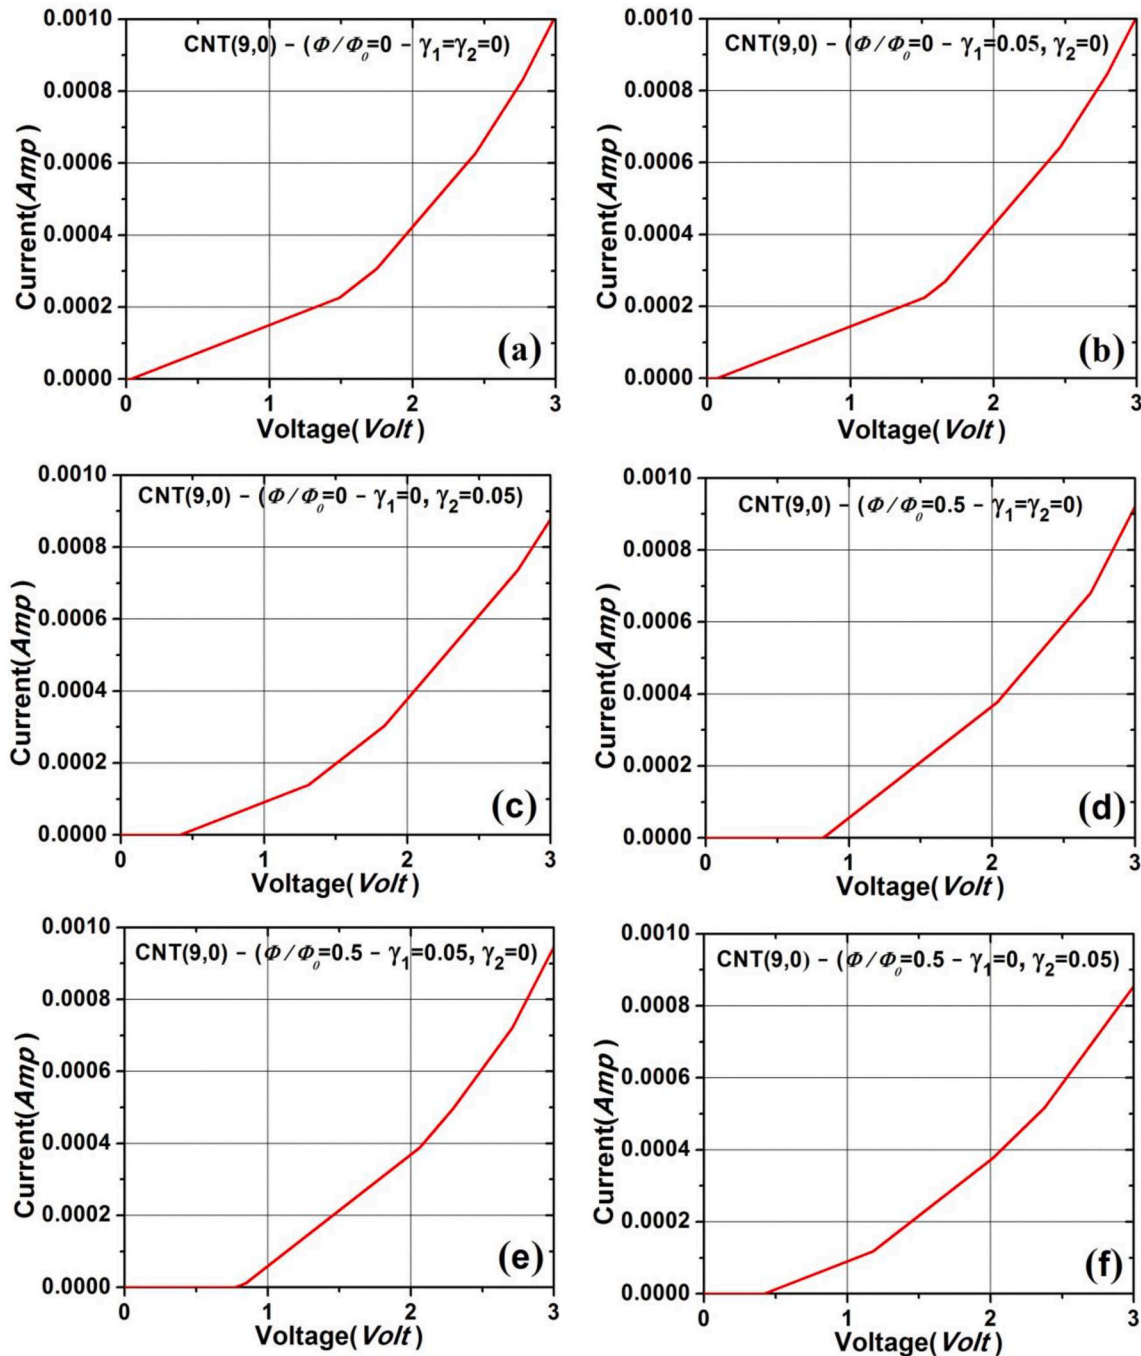 CNT(9,0) – (Φ/Φ₀=0 – γ₁=γ₂=0)
Current(Amp)
0.0010
0.0008
0.0006
0.0004
0.0002
0.0000
0 1 2 3
Voltage(Volt)
(a)
CNT(9,0) – (Φ/Φ₀=0 – γ₁=0.05, γ₂=0)
Current(Amp)
0.0010
0.0008
0.0006
0.0004
0.0002
0.0000
0 1 2 3
Voltage(Volt)
(b)
CNT(9,0) – (Φ/Φ₀=0 – γ₁=0, γ₂=0.05)
Current(Amp)
0.0010
0.0008
0.0006
0.0004
0.0002
0.0000
0 1 2 3
Voltage(Volt)
(c)
CNT(9,0) – (Φ/Φ₀=0.5 – γ₁=γ₂=0)
Current(Amp)
0.0010
0.0008
0.0006
0.0004
0.0002
0.0000
0 1 2 3
Voltage(Volt)
(d)
CNT(9,0) – (Φ/Φ₀=0.5 – γ₁=0.05, γ₂=0)
Current(Amp)
0.0010
0.0008
0.0006
0.0004
0.0002
0.0000
0 1 2 3
Voltage(Volt)
(e)
CNT(9,0) – (Φ/Φ₀=0.5 – γ₁=0, γ₂=0.05)
Current(Amp)
0.0010
0.0008
0.0006
0.0004
0.0002
0.0000
0 1 2 3
Voltage(Volt)
(f)